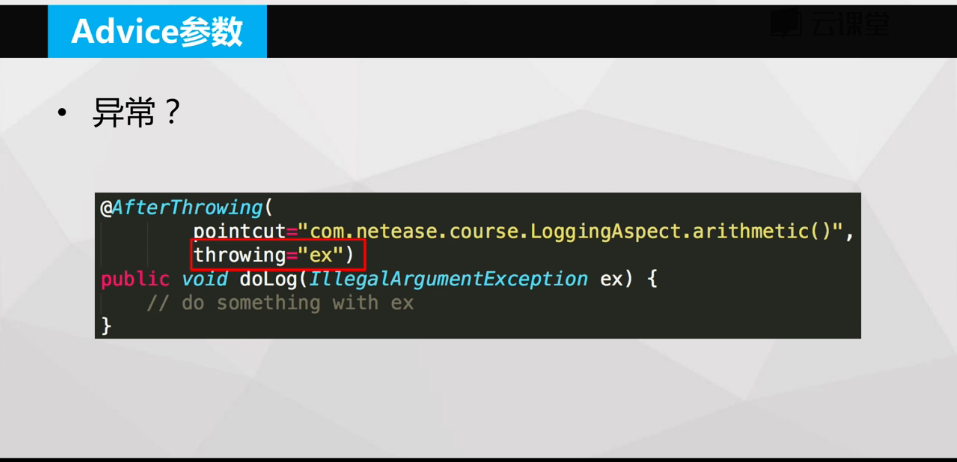 Advice参数
云课堂
• 异常？
@AfterThrowing(
pointcut="com.netease.course.LoggingAspect.arithmetic()",
throwing="ex")
public void doLog(IllegalArgumentException ex) {
// do something with ex
}